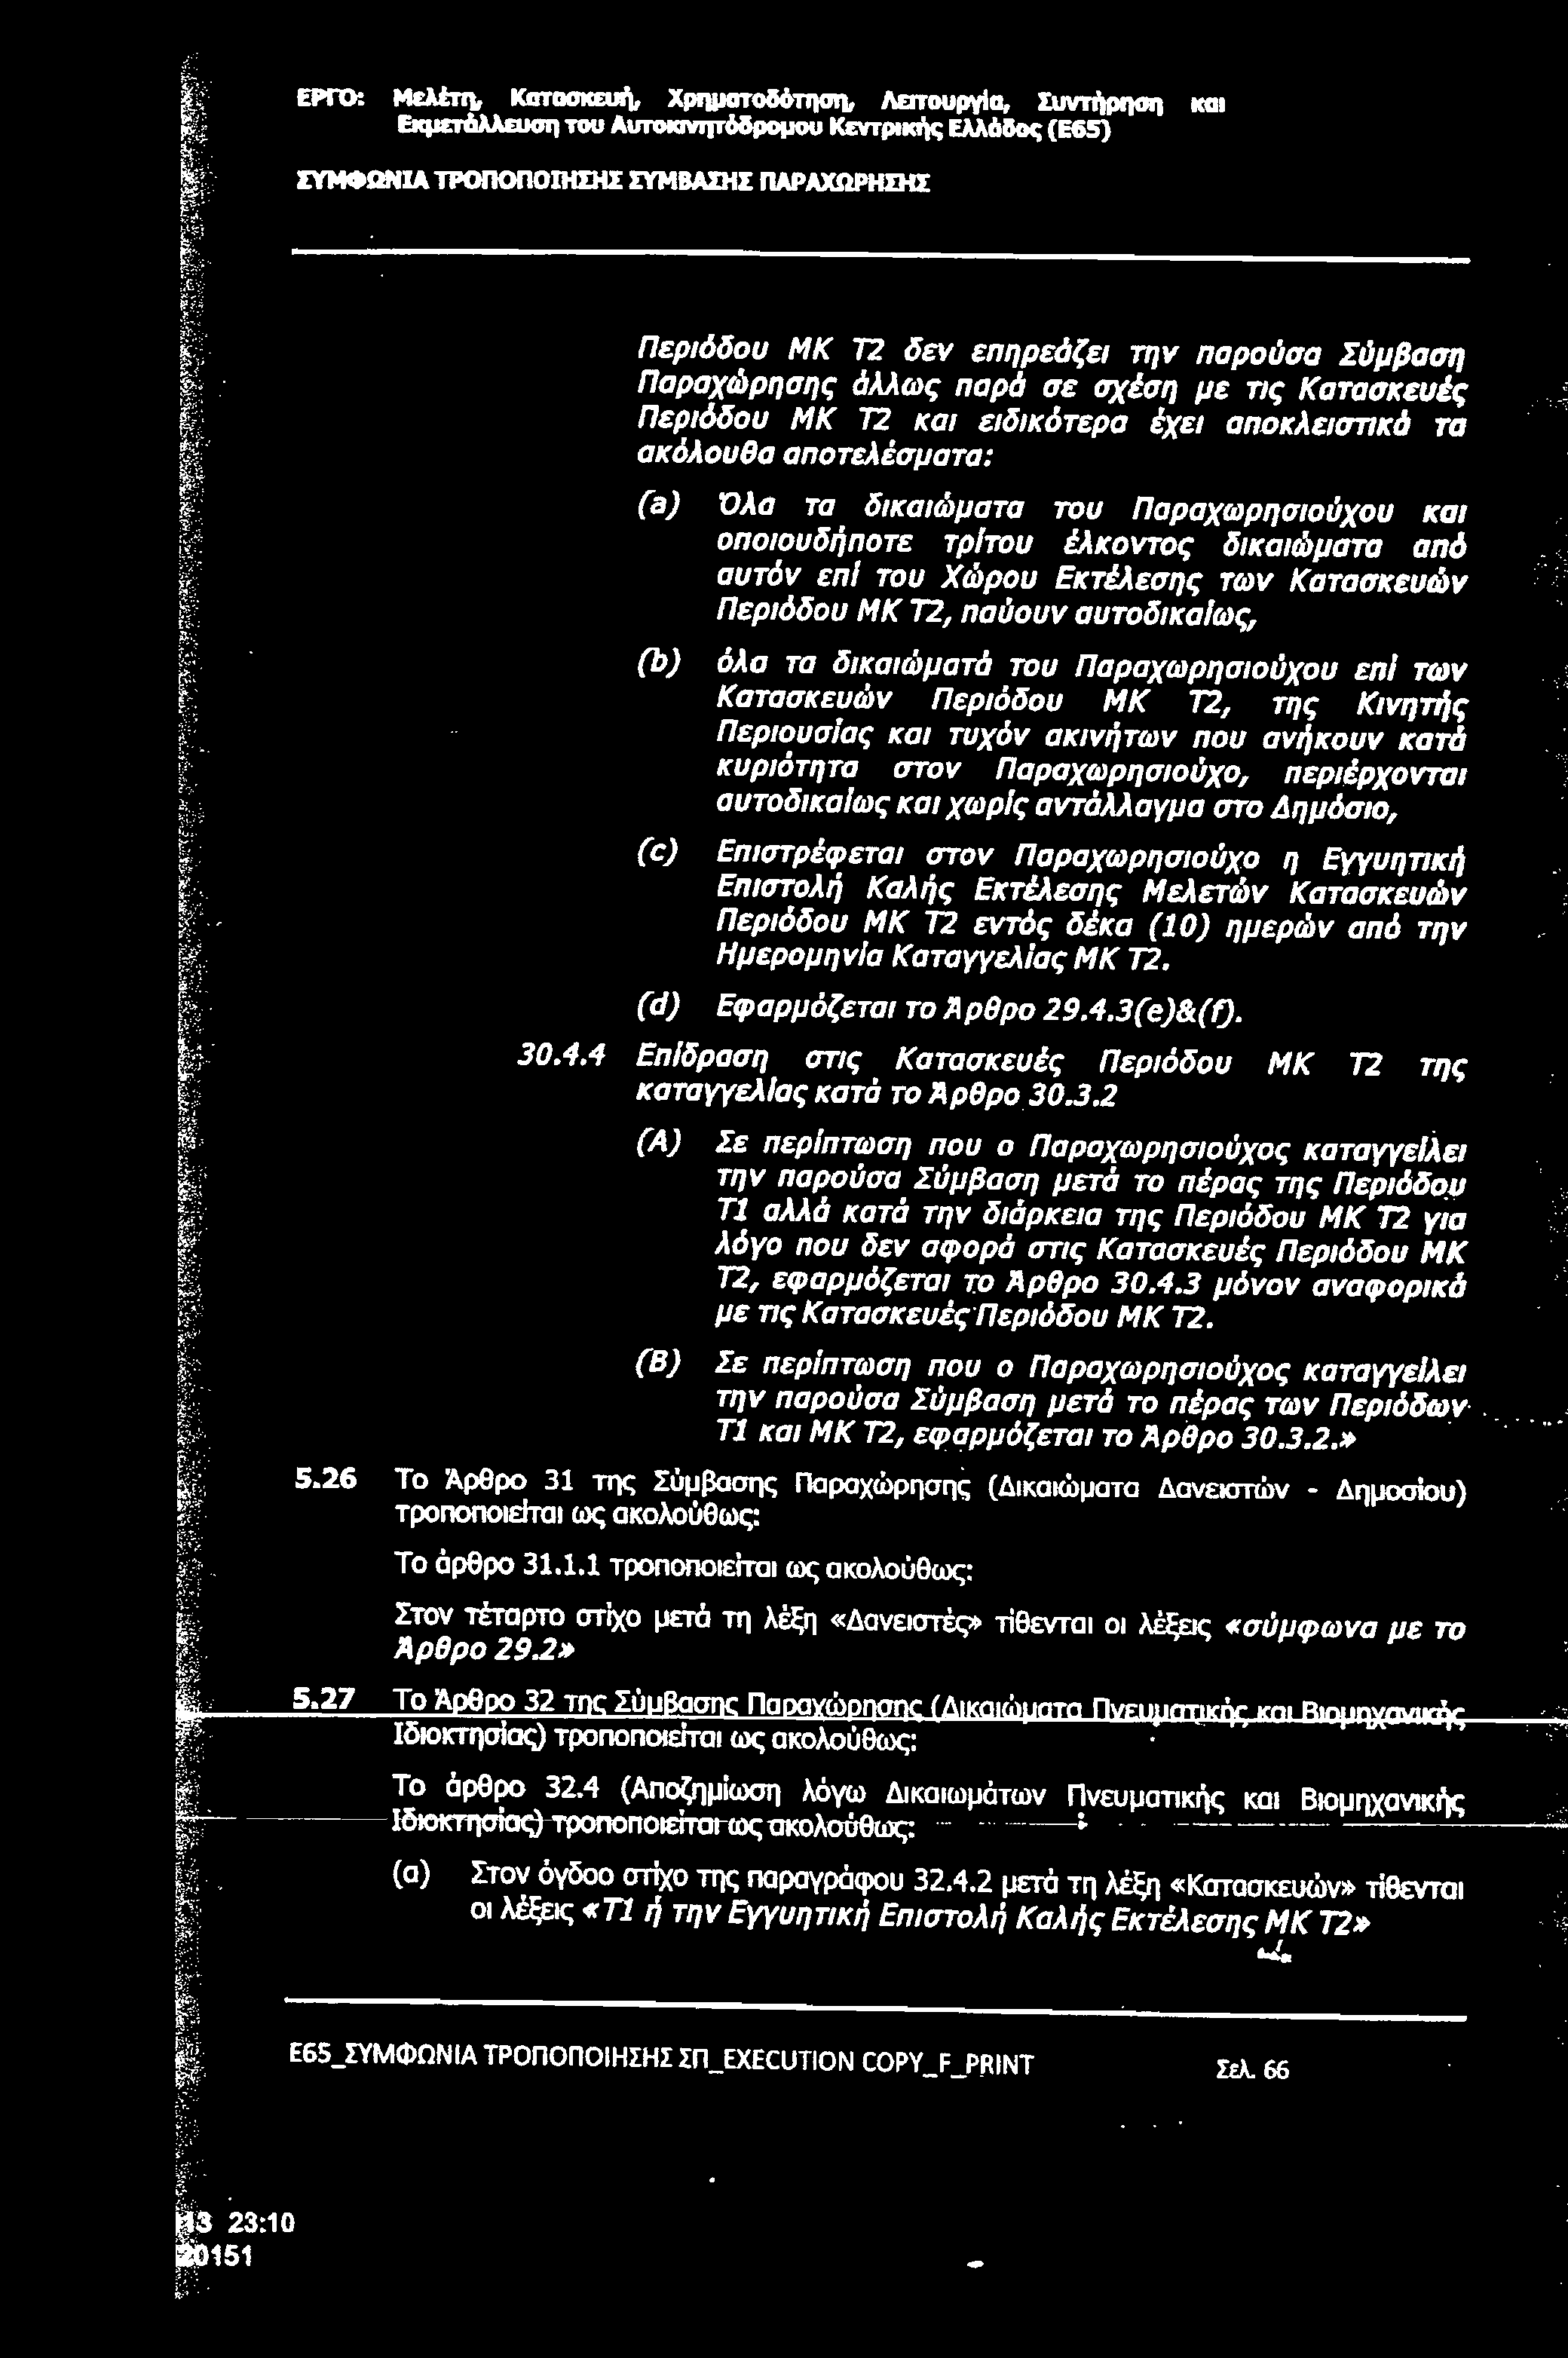 ΕΡΓΟ: Μελέτη, Κατασκευή, Χρηματοδότηση, Λειτουργία, Συντήρηση και
Εκμετάλλευση του Αυτοκινητόδρομου Κεντρικής Ελλάδος (Ε65)
ΣΥΜΦΩΝΙΑ ΤΡΟΠΟΠΟΙΗΣΗΣ ΣΥΜΒΑΣΗΣ ΠΑΡΑΧΩΡΗΣΗΣ
Περιόδου ΜΚ Τ2 δεν επηρεάζει την παρούσα Σύμβαση
Παραχώρησης άλλως παρά σε σχέση με τις Κατασκευές
Περιόδου ΜΚ Τ2 και ειδικότερα έχει αποκλειστικά τα
ακόλουθα αποτελέσματα:
(a) Όλα τα δικαιώματα του Παραχωρησιούχου και
οποιουδήποτε τρίτου έλκοντος δικαιώματα από
αυτόν επί του Χώρου Εκτέλεσης των Κατασκευών
Περιόδου ΜΚ Τ2, παύουν αυτοδικαίως,
(b) όλα τα δικαιώματά του Παραχωρησιούχου επί των
Κατασκευών Περιόδου ΜΚ Τ2, της Κινητής
Περιουσίας και τυχόν ακινήτων που ανήκουν κατά
κυριότητα στον Παραχωρησιούχο, περιέρχονται
αυτοδικαίως και χωρίς αντάλλαγμα στο Δημόσιο,
(c) Επιστρέφεται στον Παραχωρησιούχο η Εγγυητική
Επιστολή Καλής Εκτέλεσης Μελετών Κατασκευών
Περιόδου ΜΚ Τ2 εντός δέκα (10) ημερών από την
Ημερομηνία Καταγγελίας ΜΚ Τ2.
(d) Εφαρμόζεται το Άρθρο 29.4.3(e)&(f).
30.4.4 Επίδραση στις Κατασκευές Περιόδου ΜΚ Τ2 της
καταγγελίας κατά το Άρθρο 30.3.2
(Α) Σε περίπτωση που ο Παραχωρησιούχος καταγγείλει
την παρούσα Σύμβαση μετά το πέρας της Περιόδου
Τ1 αλλά κατά την διάρκεια της Περιόδου ΜΚ Τ2 για
λόγο που δεν αφορά στις Κατασκευές Περιόδου ΜΚ
Τ2, εφαρμόζεται το Άρθρο 30.4.3 μόνον αναφορικά
με τις Κατασκευές Περιόδου ΜΚ Τ2.
(Β) Σε περίπτωση που ο Παραχωρησιούχος καταγγείλει
την παρούσα Σύμβαση μετά το πέρας των Περιόδων
Τ1 και ΜΚ Τ2, εφαρμόζεται το Άρθρο 30.3.2.»
5.26 Το Άρθρο 31 της Σύμβασης Παραχώρησης (Δικαιώματα Δανειστών - Δημοσίου)
τροποποιείται ως ακολούθως:
Το άρθρο 31.1.1 τροποποιείται ως ακολούθως:
Στον τέταρτο στίχο μετά τη λέξη «Δανειστές» τίθενται οι λέξεις «σύμφωνα με το
Άρθρο 29.2»
5.27 Το Άρθρο 32 της Σύμβασης Παραχώρησης (Δικαιώματα Πνευματικής και Βιομηχανικής
Ιδιοκτησίας) τροποποιείται ως ακολούθως:
Το άρθρο 32.4 (Αποζημίωση λόγω Δικαιωμάτων Πνευματικής και Βιομηχανικής
Ιδιοκτησίας) τροποποιείται ως ακολούθως:
(α) Στον όγδοο στίχο της παραγράφου 32.4.2 μετά τη λέξη «Κατασκευών» τίθενται
οι λέξεις «Τ1 ή την Εγγυητική Επιστολή Καλής Εκτέλεσης ΜΚ Τ2»
Ε65_ΣΥΜΦΩΝΙΑ ΤΡΟΠΟΠΟΙΗΣΗΣ ΣΠ_EXECUTION COPY_F_PRINT Σελ. 66
13 23:10
20151